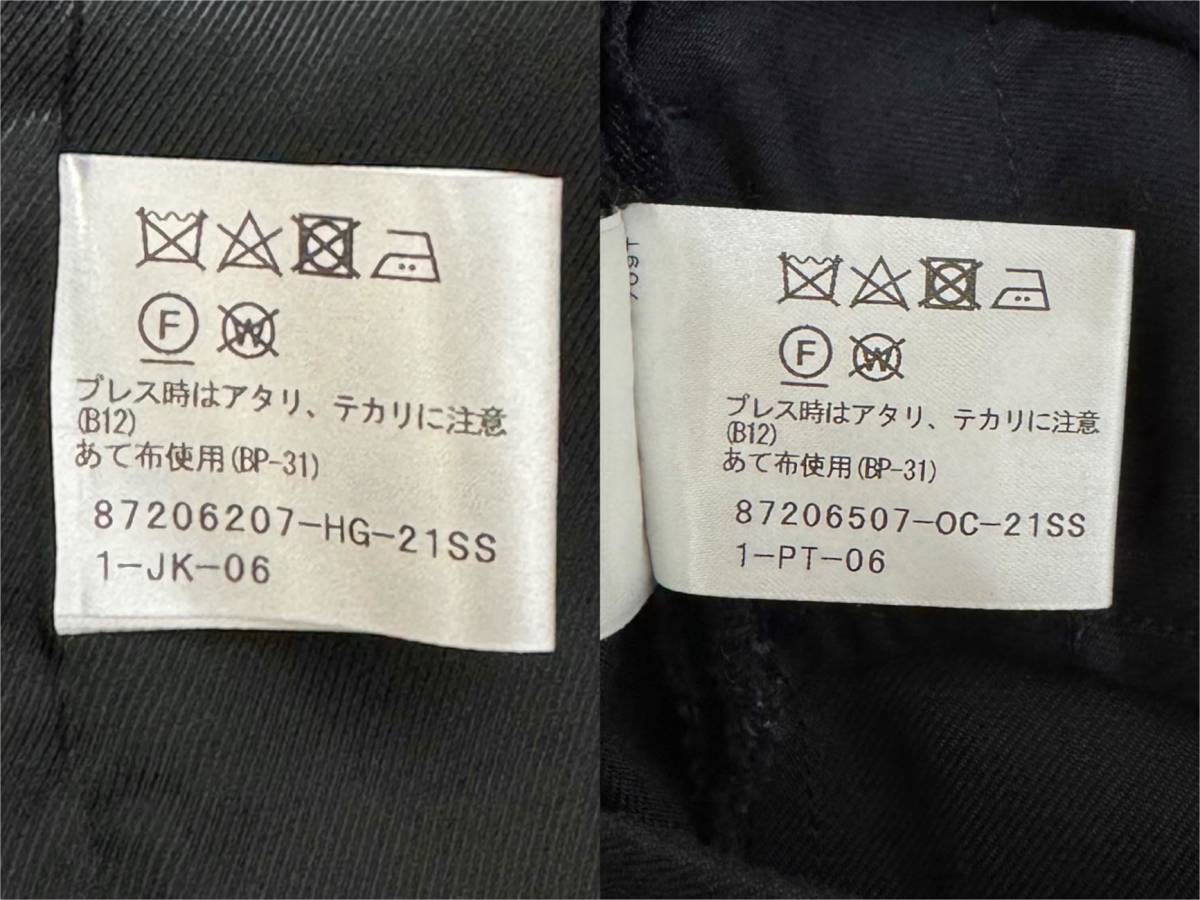 F W
プレス時はアタリ、テカリに注意
(B12)
あて布使用(BP-31)
87206207-HG-21SS
1-JK-06
F W
プレス時はアタリ、テカリに注意
(B12)
あて布使用(BP-31)
87206507-OC-21SS
1-PT-06